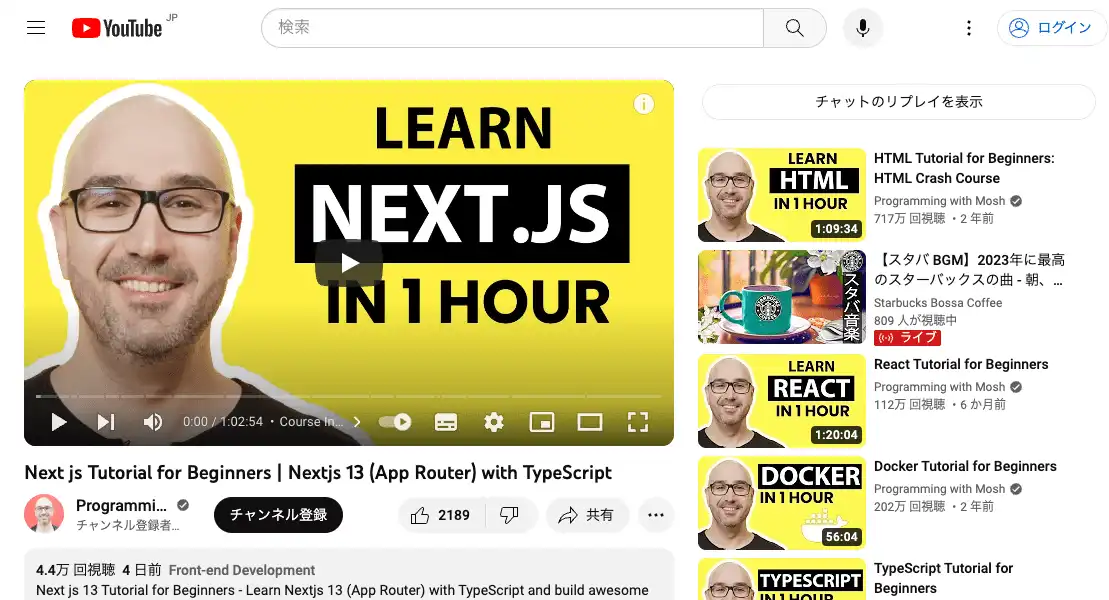 YouTube JP
検索
ログイン
LEARN
NEXT.JS
IN 1 HOUR
0:00 / 1:02:54 • Course In...
Next js Tutorial for Beginners | Nextjs 13 (App Router) with TypeScript
Programmi...
チャンネル登録者...
チャンネル登録
2189
共有
4.4万 回視聴 4 日前 Front-end Development
Next js 13 Tutorial for Beginners - Learn Nextjs 13 (App Router) with TypeScript and build awesome
チャットのリプレイを表示
LEARN
HTML
IN 1 HOUR
1:09:34
HTML Tutorial for Beginners:
HTML Crash Course
Programming with Mosh
717万 回視聴 • 2 年前
スタバ音楽
【スタバ BGM】2023年に最高
のスターバックスの曲 - 朝、...
Starbucks Bossa Coffee
809 人が視聴中
ライブ
LEARN
REACT
IN 1 HOUR
1:20:04
React Tutorial for Beginners
Programming with Mosh
112万 回視聴 • 6 か月前
DOCKER
IN 1 HOUR
56:04
Docker Tutorial for Beginners
Programming with Mosh
202万 回視聴 • 2 年前
TYPESCRIPT
IN 1 HOUR
TypeScript Tutorial for
Beginners